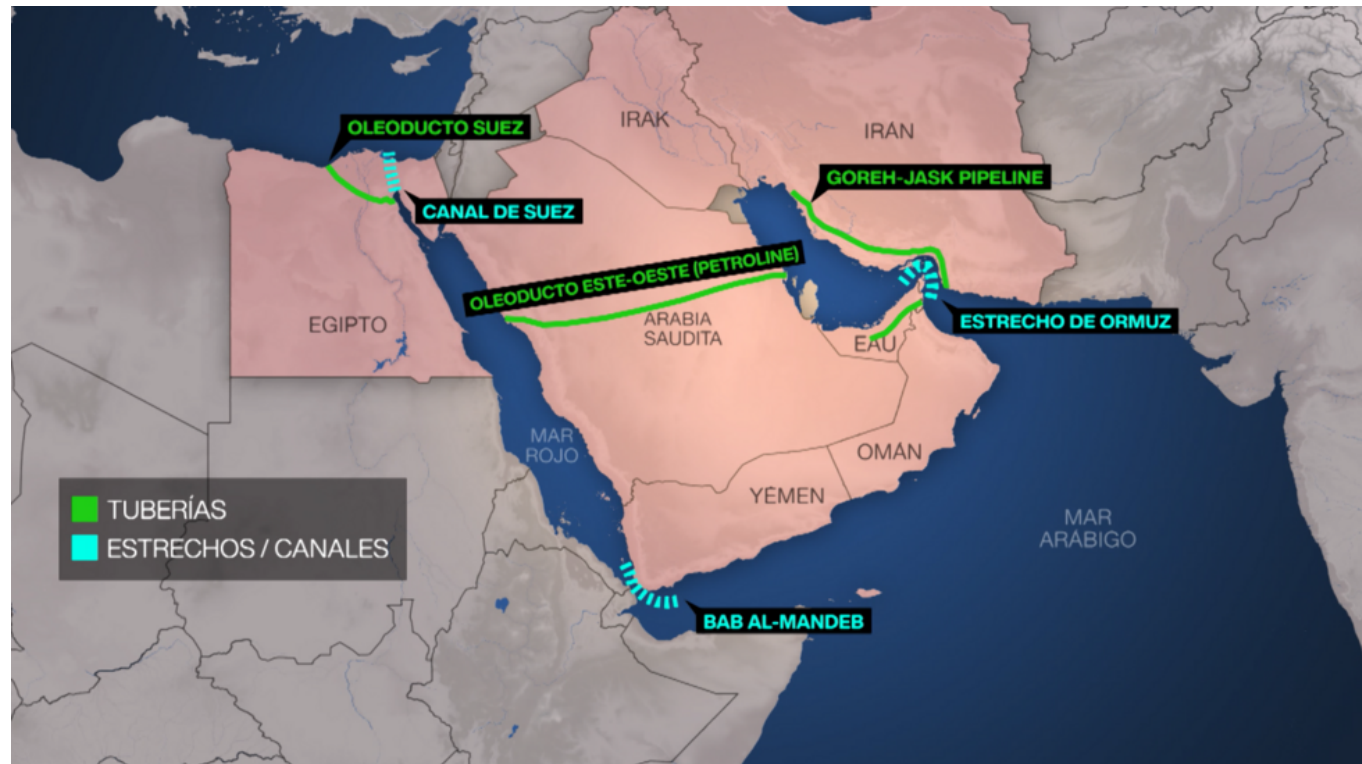 OLEODUCTO SUEZ
IRAK
IRÁN
GOREH-JASK PIPELINE
CANAL DE SUEZ
OLEODUCTO ESTE-OESTE (PETROLINE)
EGIPTO
ARABIA
SAUDITA
EAU
ESTRECHO DE ORMUZ
MAR
ROJO
OMÁN
YEMEN
TUBERÍAS
ESTRECHOS / CANALES
MAR
ARÁBIGO
BAB AL-MANDEB